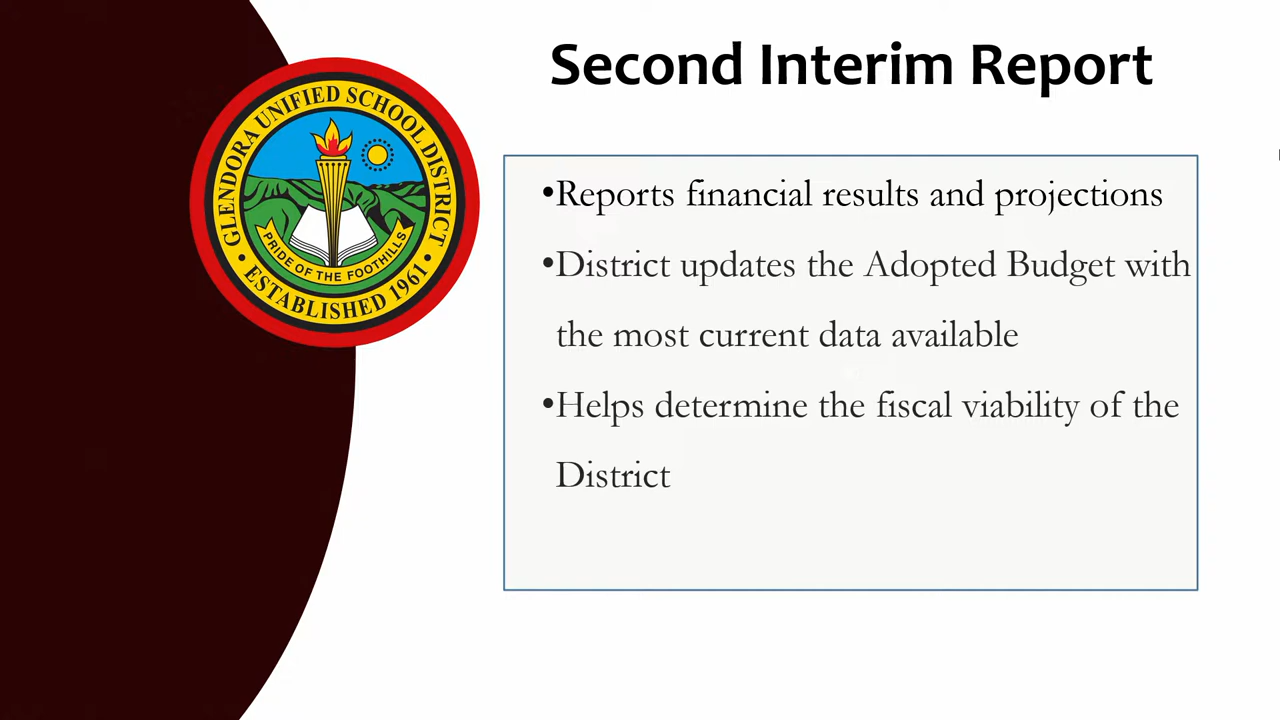 Second Interim Report
GLENDORA UNIFIED SCHOOL DISTRICT
PRIDE OF THE FOOTHILLS
• ESTABLISHED 1961 •
•Reports financial results and projections
•District updates the Adopted Budget with
the most current data available
•Helps determine the fiscal viability of the
District